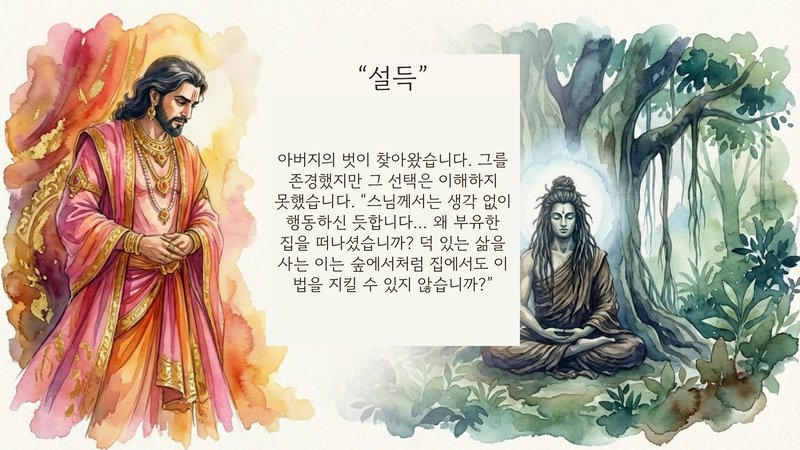 “설득”
아버지의 벗이 찾아왔습니다. 그를
존경했지만 그 선택은 이해하지
못했습니다. “스님께서는 생각 없이
행동하신 듯합니다... 왜 부유한
집을 떠나셨습니까? 덕 있는 삶을
사는 이는 숲에서처럼 집에서도 이
법을 지킬 수 있지 않습니까?”